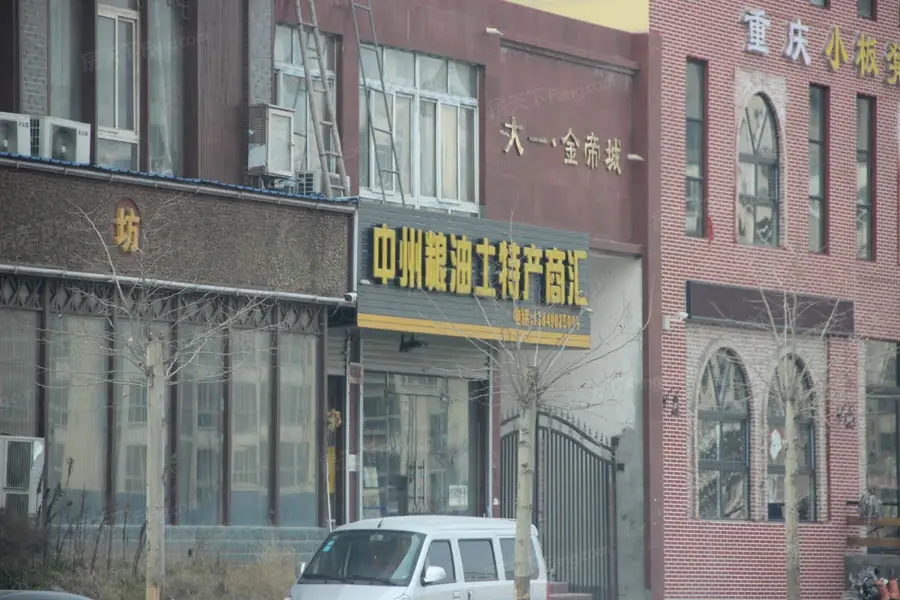 重庆小板凳
大一·金帝城
坊
中州粮油土特产商汇